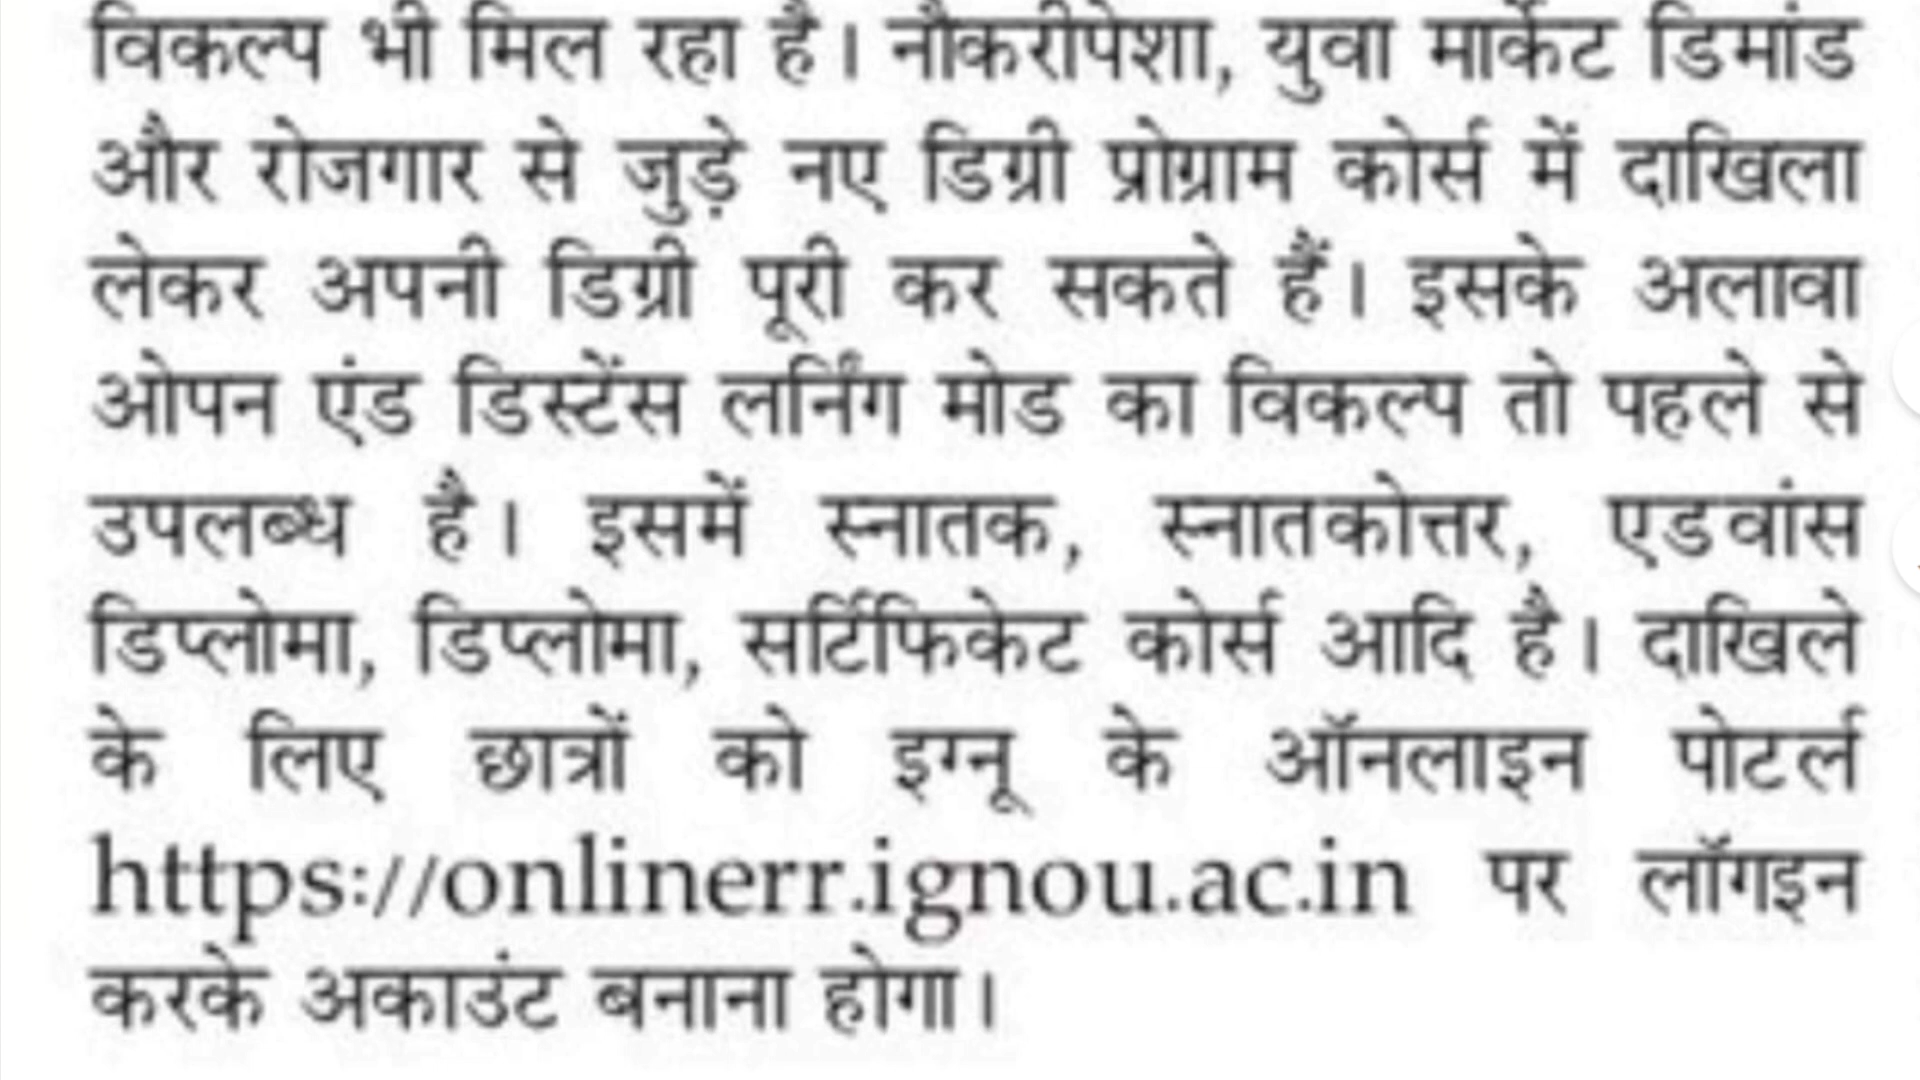 विकल्प भी मिल रहा है। नौकरीपेशा, युवा मार्केट डिमांड
और रोजगार से जुड़े नए डिग्री प्रोग्राम कोर्स में दाखिला
लेकर अपनी डिग्री पूरी कर सकते हैं। इसके अलावा
ओपन एंड डिस्टेंस लर्निंग मोड का विकल्प तो पहले से
उपलब्ध है। इसमें स्नातक, स्नातकोत्तर, एडवांस
डिप्लोमा, डिप्लोमा, सर्टिफिकेट कोर्स आदि है। दाखिले
के लिए छात्रों को इग्नू के ऑनलाइन पोटर्ल
https://onlinerr.ignou.ac.in पर लॉगइन
करके अकाउंट बनाना होगा।